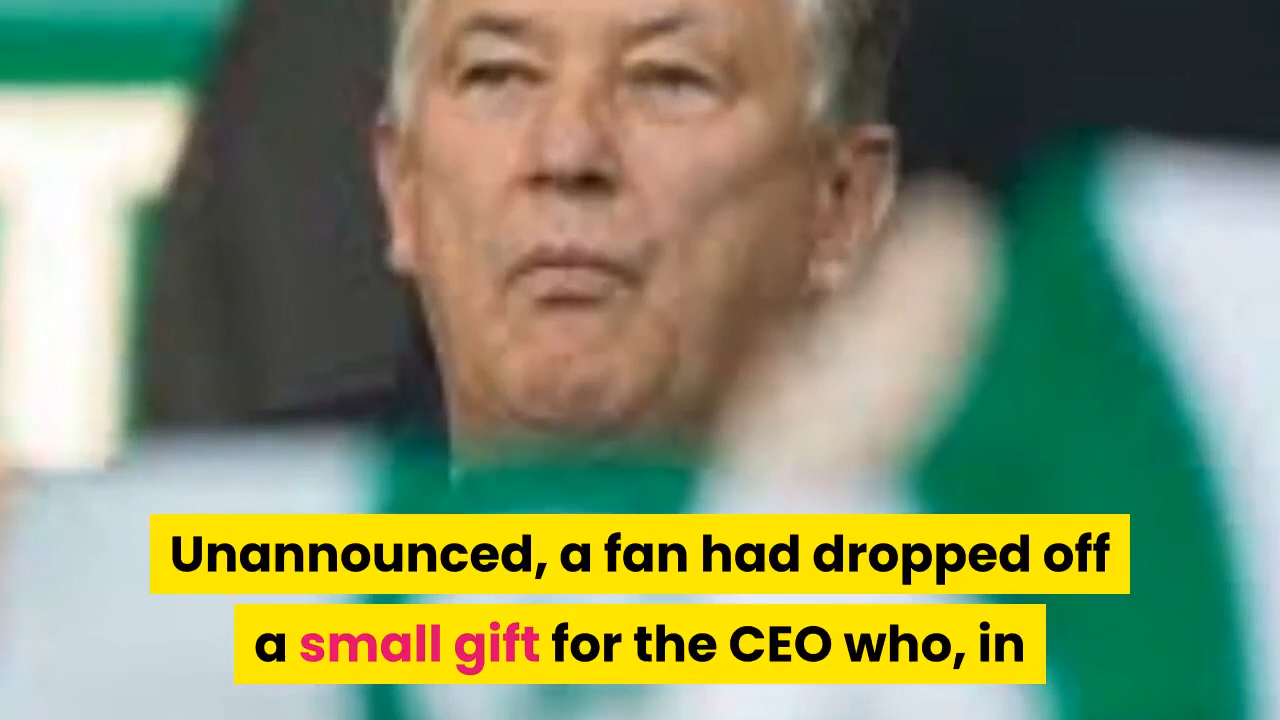 Unannounced, a fan had dropped off
a small gift for the CEO who, in